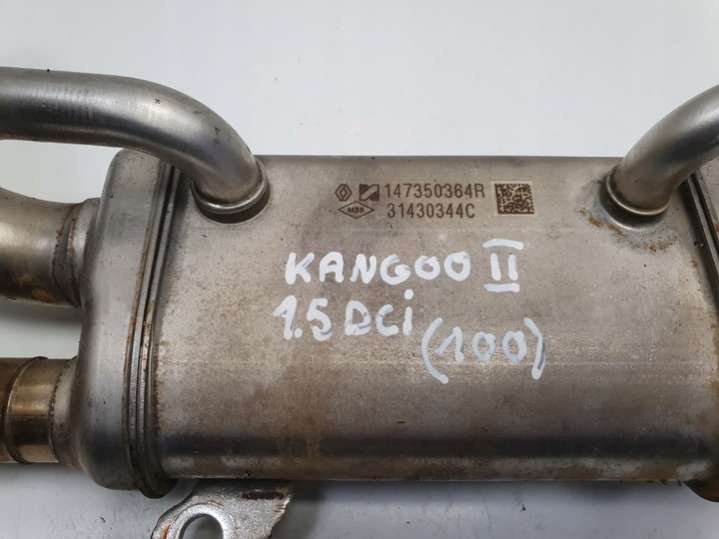 147350364R
31430344C
KANGOO II
1.5 DCi
(100)